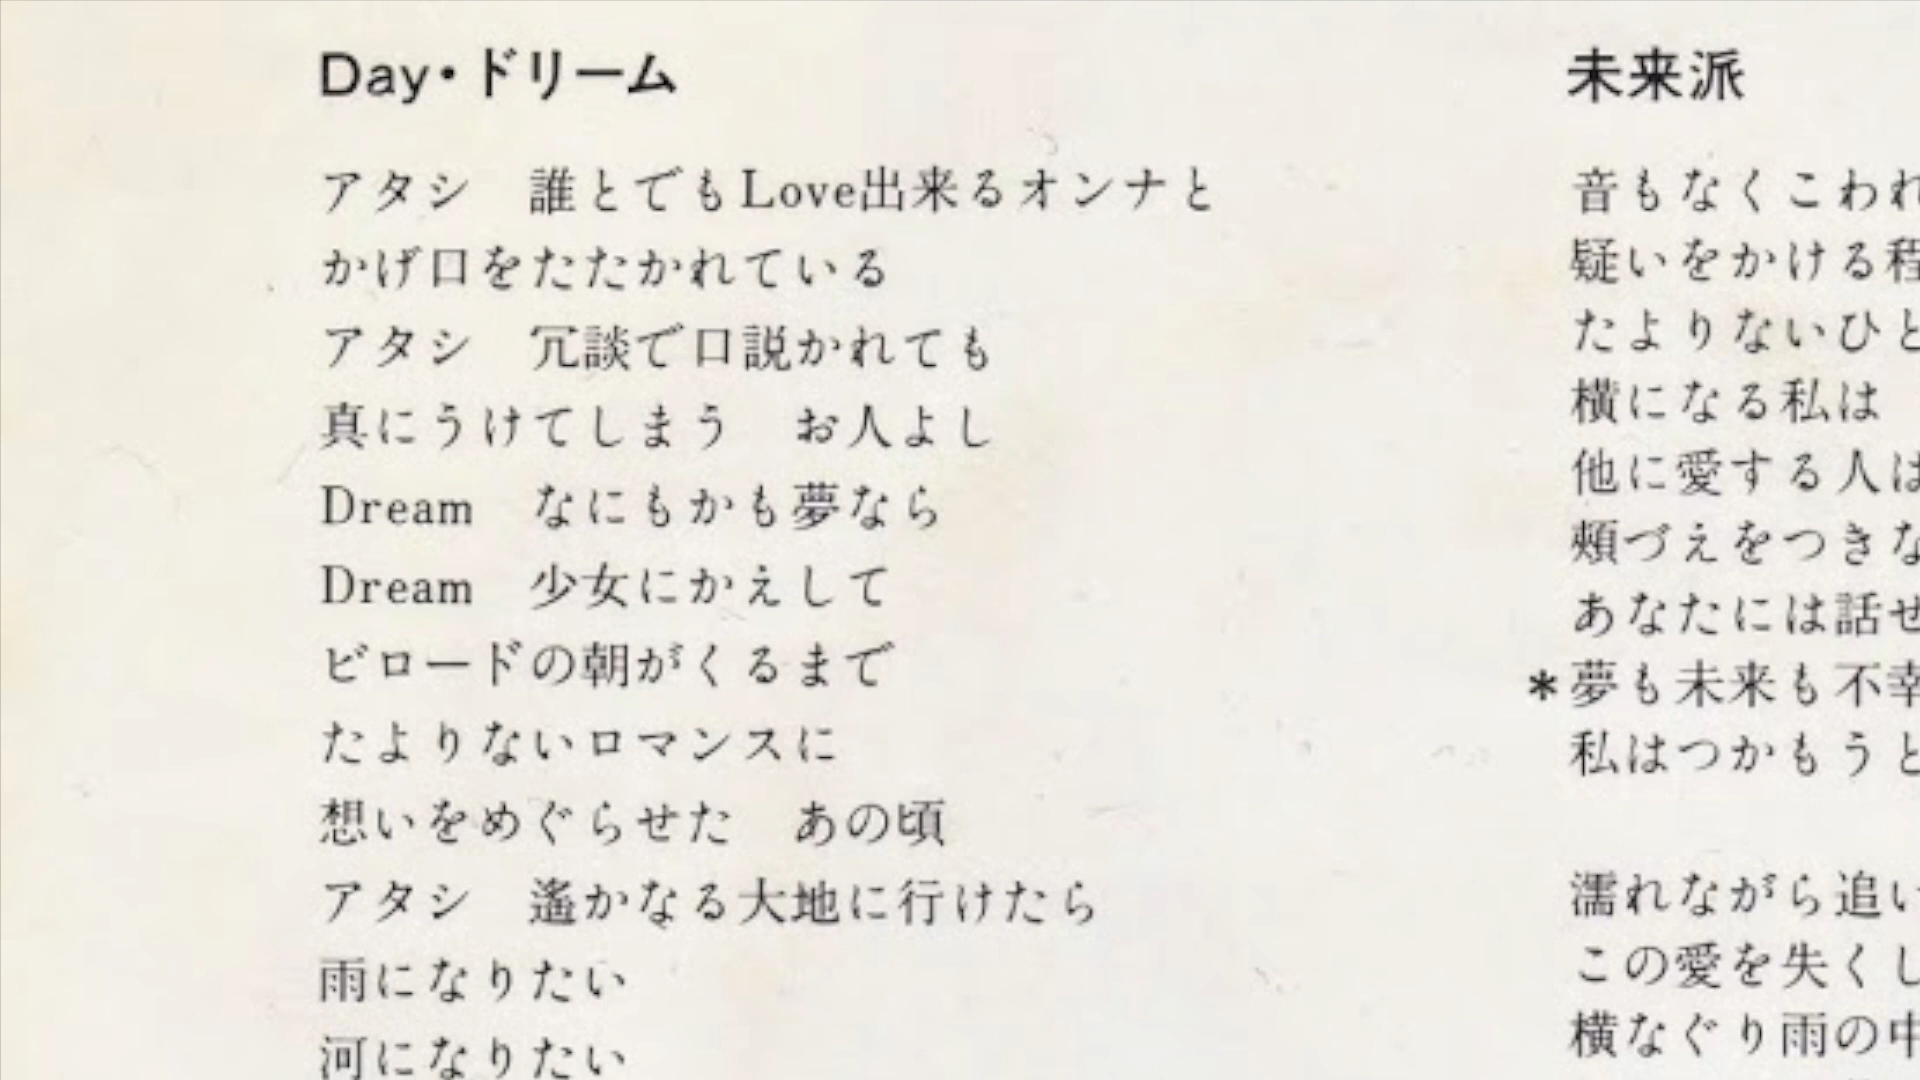 Day・ドリーム
アタシ　誰とでもLove出来るオンナと
かげ口をたたかれている
アタシ　冗談で口説かれても
真にうけてしまう　お人よし
Dream　なにもかも夢なら
Dream　少女にかえして
ビロードの朝がくるまで
たよりないロマンスに
想いをめぐらせた　あの頃
アタシ　遙かなる大地に行けたら
雨になりたい
河になりたい
未来派
音もなくこわれ
疑いをかける程
たよりないひと
横になる私は
他に愛する人は
頬づえをつきな
あなたには話せ
*夢も未来も不幸
私はつかもうと
濡れながら追い
この愛を失くし
横なぐり雨の中